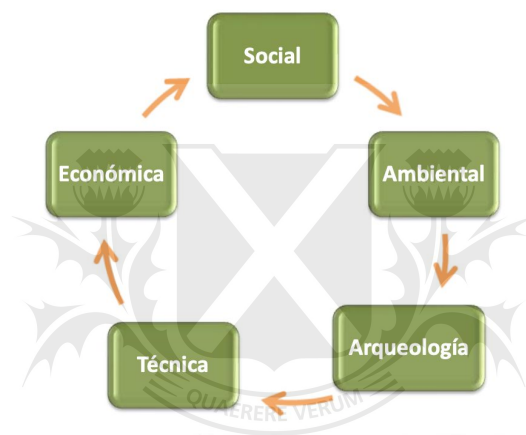 Social
Económica
Ambiental
Arqueología
Técnica
QUAERERE VERUM